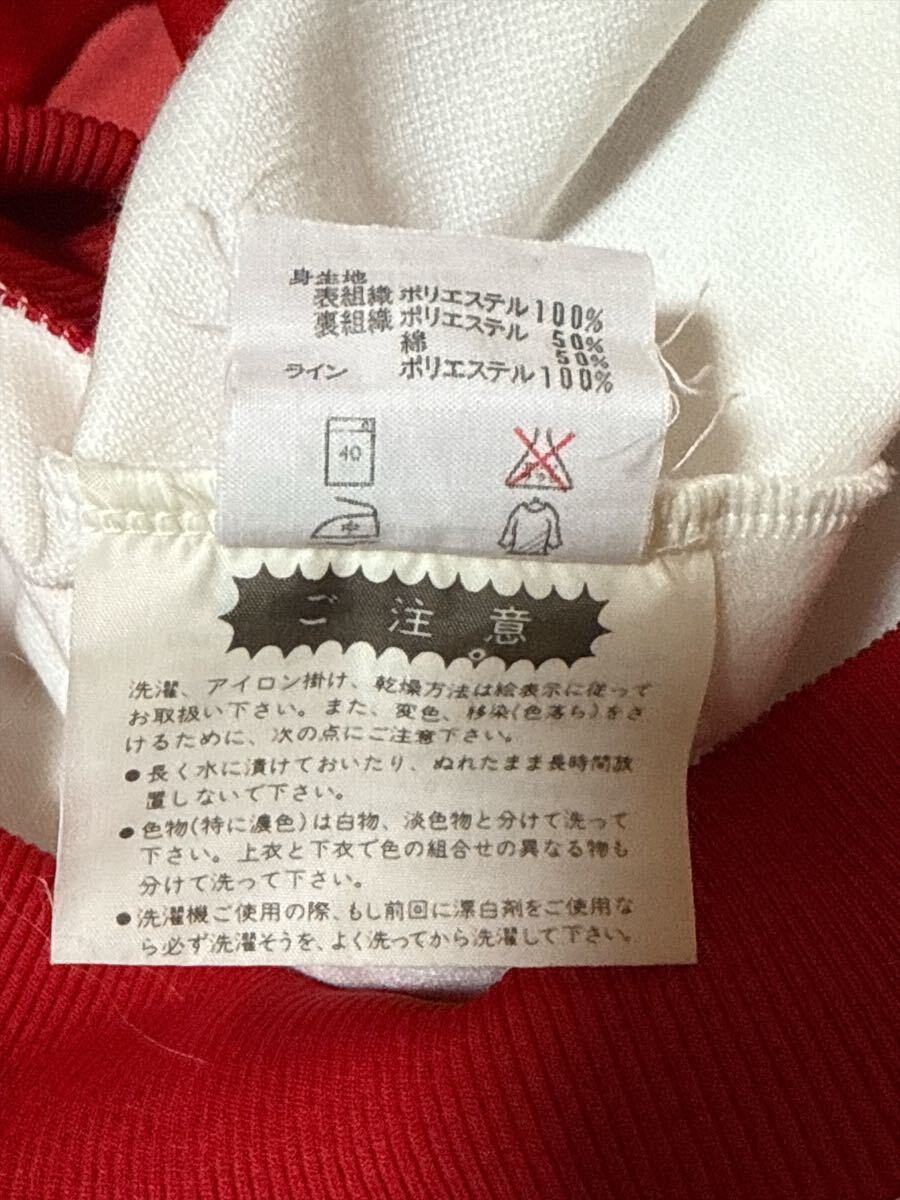 身生地
表組織 ポリエステル 100%
裏組織 ポリエステル 50%
綿 50%
ライン ポリエステル 100%
40
中
ご注意
洗濯、アイロン掛け、乾燥方法は絵表示に従って
お取扱い下さい。また、変色、移染(色落ち)をさ
けるために、次の点にご注意下さい。
●長く水に漬けておいたり、ぬれたまま長時間放
置しないで下さい。
●色物(特に濃色)は白物、淡色物と分けて洗って
下さい。上衣と下衣で色の組合せの異なる物も
分けて洗って下さい。
●洗濯機ご使用の際、もし前回に漂白剤をご使用な
ら必ず洗濯そうを、よく洗ってから洗濯して下さい。